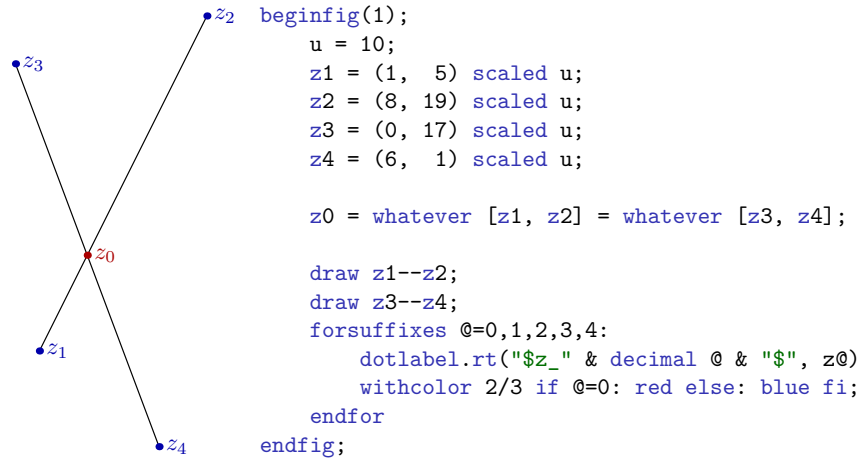 z2
z3
z0
z1
z4
beginfig(1);
    u = 10;
    z1 = (1,  5) scaled u;
    z2 = (8, 19) scaled u;
    z3 = (0, 17) scaled u;
    z4 = (6,  1) scaled u;
    z0 = whatever [z1, z2] = whatever [z3, z4];
    draw z1--z2;
    draw z3--z4;
    forsuffixes @=0,1,2,3,4:
        dotlabel.rt("$z_" & decimal @ & "$", z@)
        withcolor 2/3 if @=0: red else: blue fi;
    endfor
endfig;